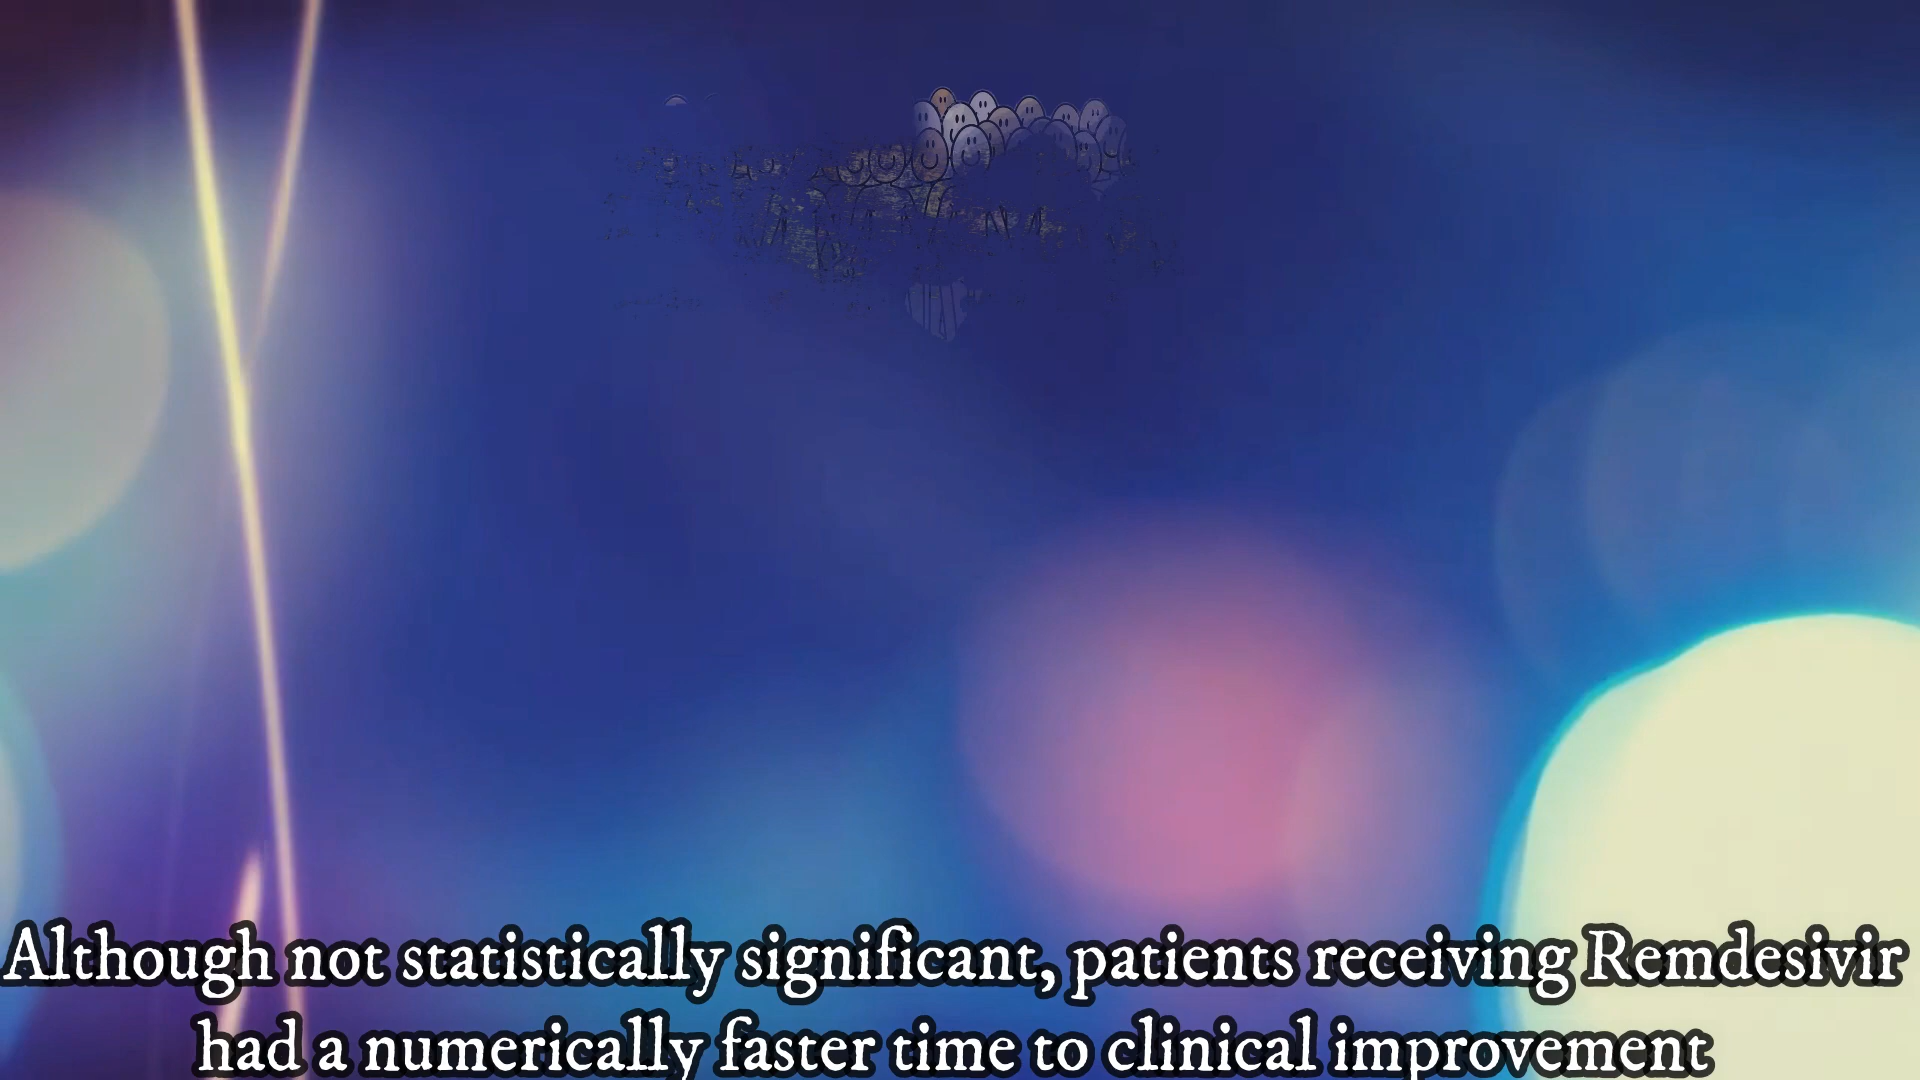 Although not statistically significant, patients receiving Remdesivir
had a numerically faster time to clinical improvement